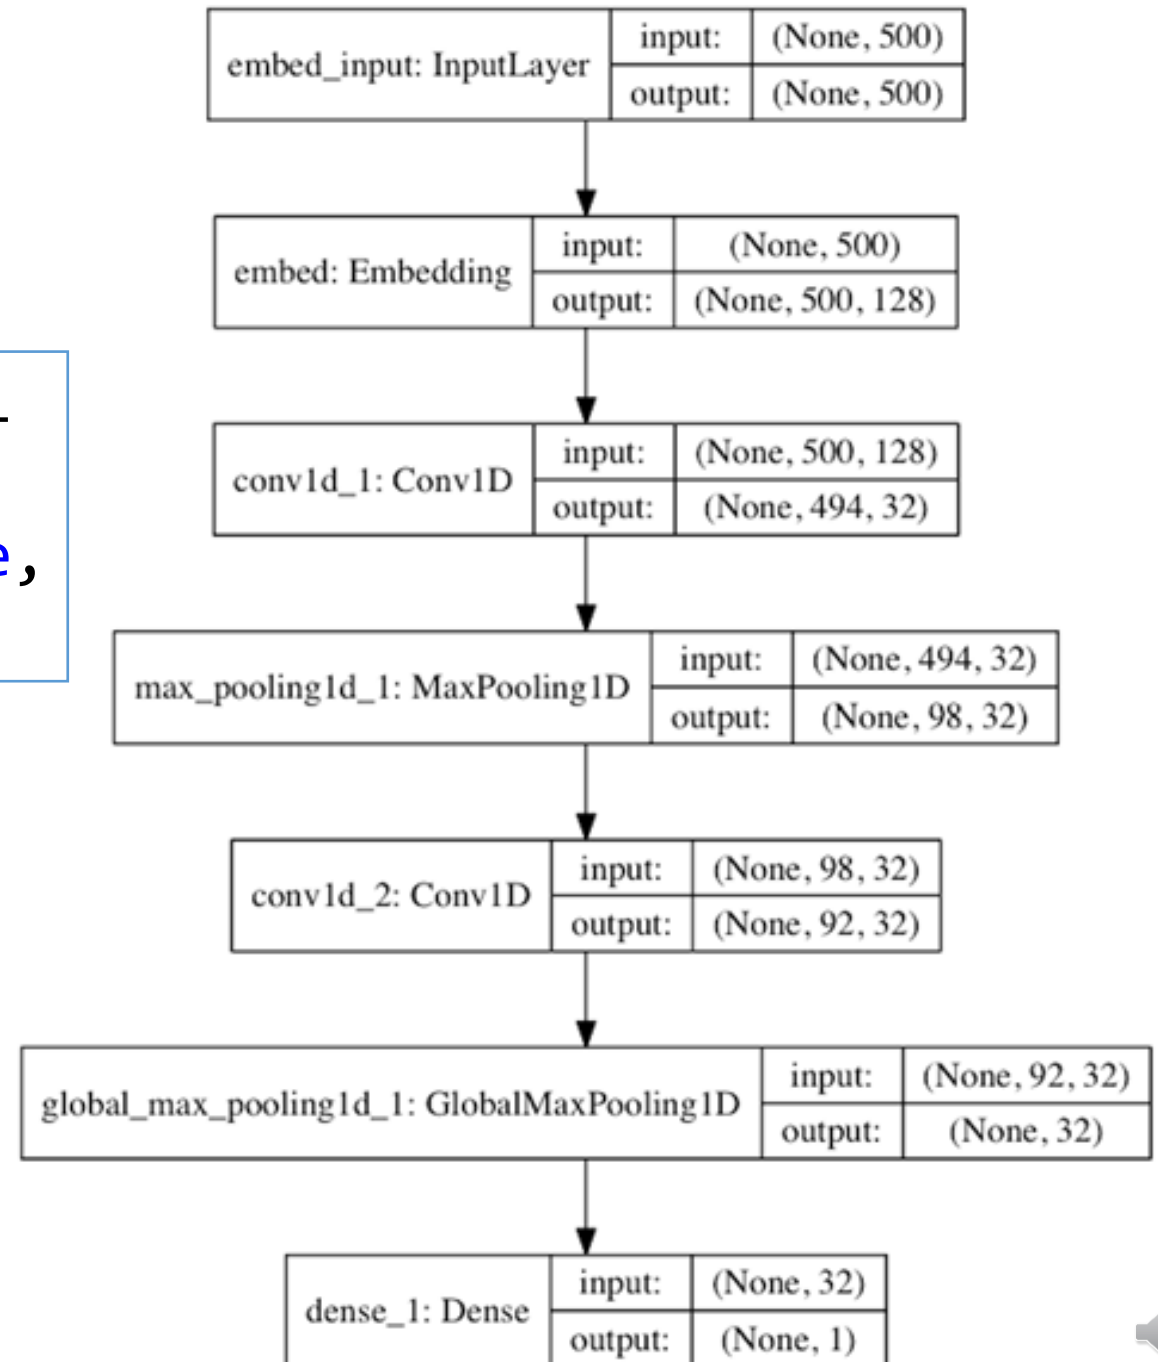 embed_input: InputLayer
input: (None, 500)
output: (None, 500)
embed: Embedding
input: (None, 500)
output: (None, 500, 128)
e,
conv1d_1: Conv1D
input: (None, 500, 128)
output: (None, 494, 32)
max_pooling1d_1: MaxPooling1D
input: (None, 494, 32)
output: (None, 98, 32)
conv1d_2: Conv1D
input: (None, 98, 32)
output: (None, 92, 32)
global_max_pooling1d_1: GlobalMaxPooling1D
input: (None, 92, 32)
output: (None, 32)
dense_1: Dense
input: (None, 32)
output: (None, 1)